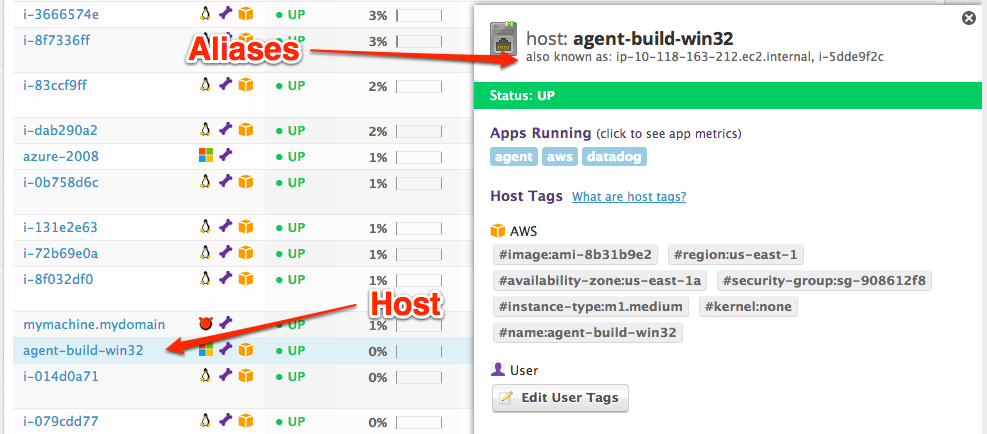 i-3666574e UP 3%
i-8f7336ff UP 3%
i-83ccf9ff UP 2%
i-dab290a2 UP 2%
azure-2008 UP 1%
i-0b758d6c UP 1%
i-131e2e63 UP 1%
i-72b69e0a UP 1%
i-8f032df0 UP 1%
mymachine.mydomain UP 1%
agent-build-win32 UP 0%
i-014d0a71 UP 0%
i-079cdd77 UP 0%
Aliases
Host
host: agent-build-win32
also known as: ip-10-118-163-212.ec2.internal, i-5dde9f2c
Status: UP
Apps Running (click to see app metrics)
agent aws datadog
Host Tags What are host tags?
AWS
#image:ami-8b31b9e2 #region:us-east-1
#availability-zone:us-east-1a #security-group:sg-908612f8
#instance-type:m1.medium #kernel:none
#name:agent-build-win32
User
Edit User Tags